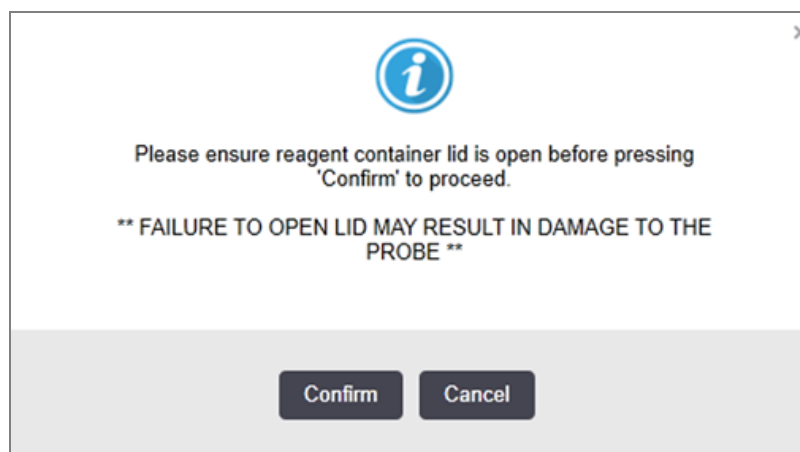 Please ensure reagent container lid is open before pressing
'Confirm' to proceed.
** FAILURE TO OPEN LID MAY RESULT IN DAMAGE TO THE
PROBE **
Confirm Cancel